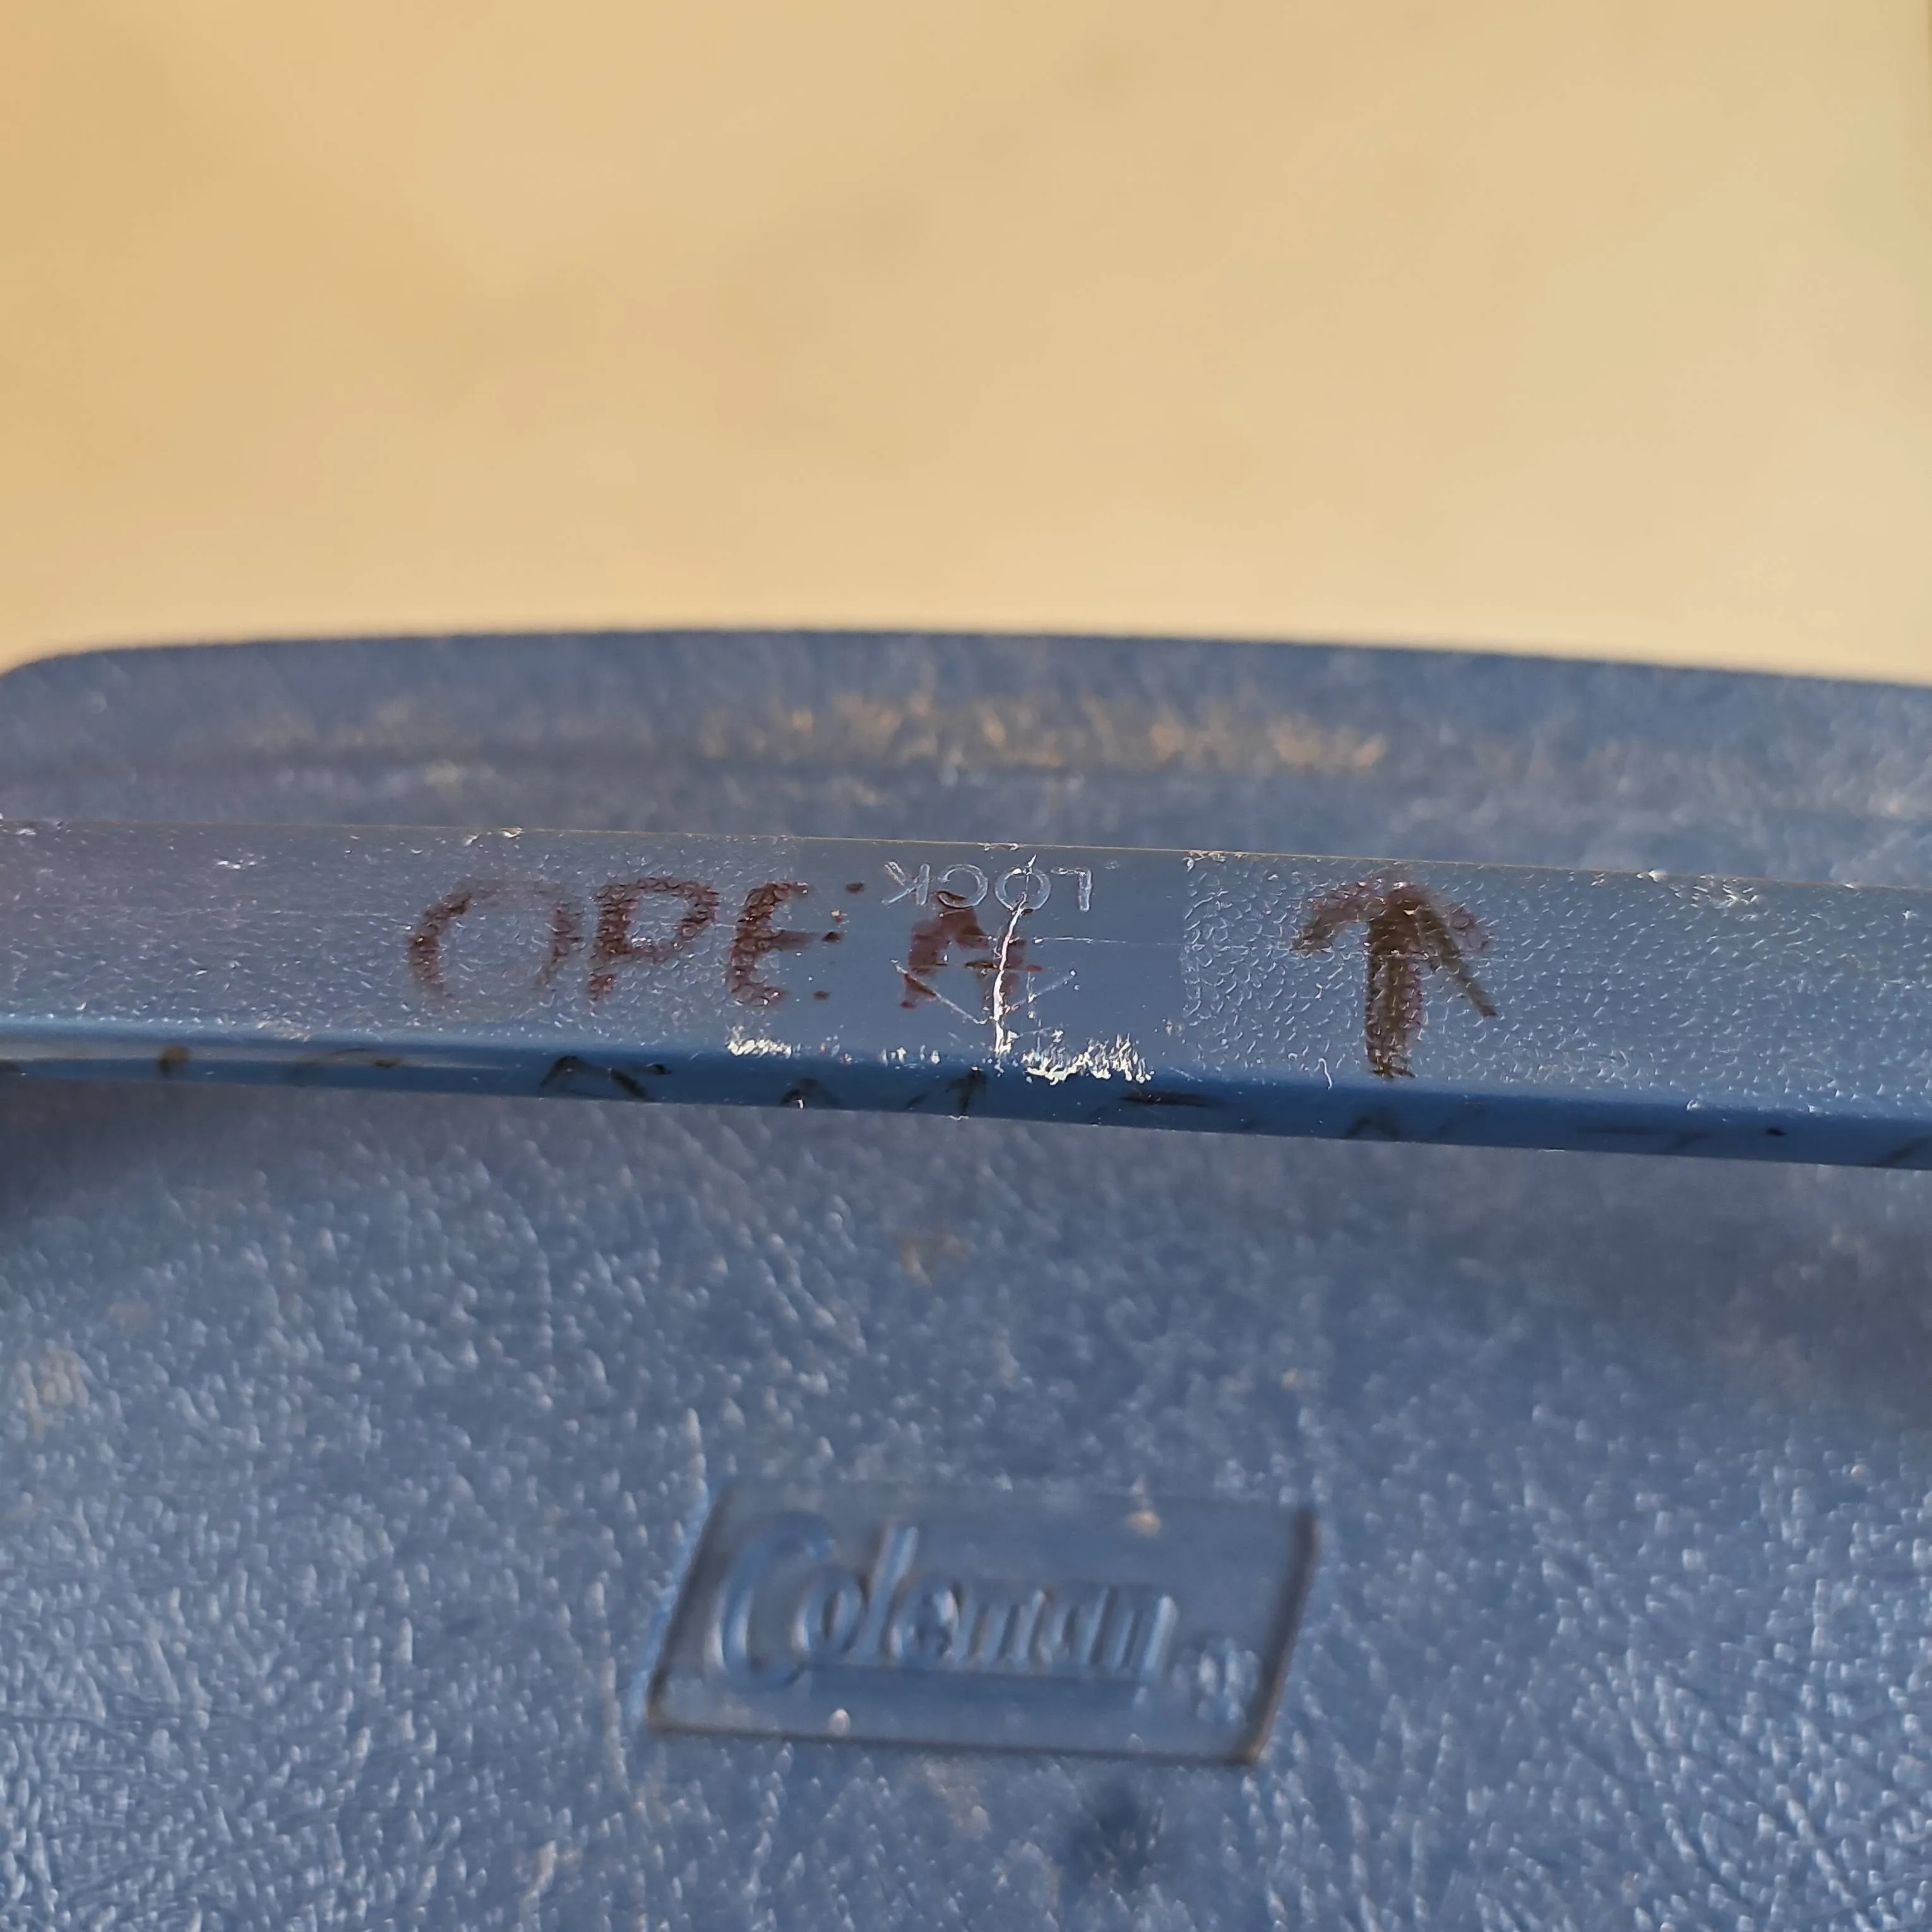 LOCK
OPEN ↑
Coleman ®